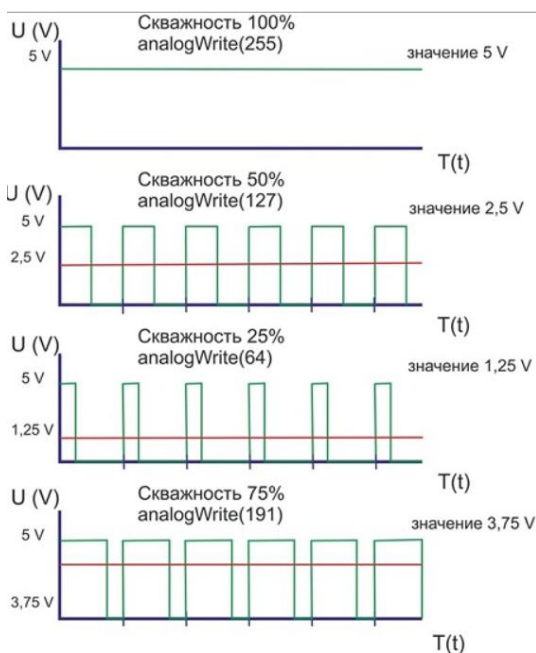 Скважность 100%
U (V)
analogWrite(255)
5 V
значение 5 V
T(t)
Скважность 50%
U (V)
analogWrite(127)
значение 2,5 V
5 V
2,5 V
T(t)
Скважность 25%
U (V)
analogWrite(64)
значение 1,25 V
5 V
1,25 V
T(t)
Скважность 75%
U (V)
analogWrite(191)
значение 3,75 V
5 V
3,75 V
T(t)